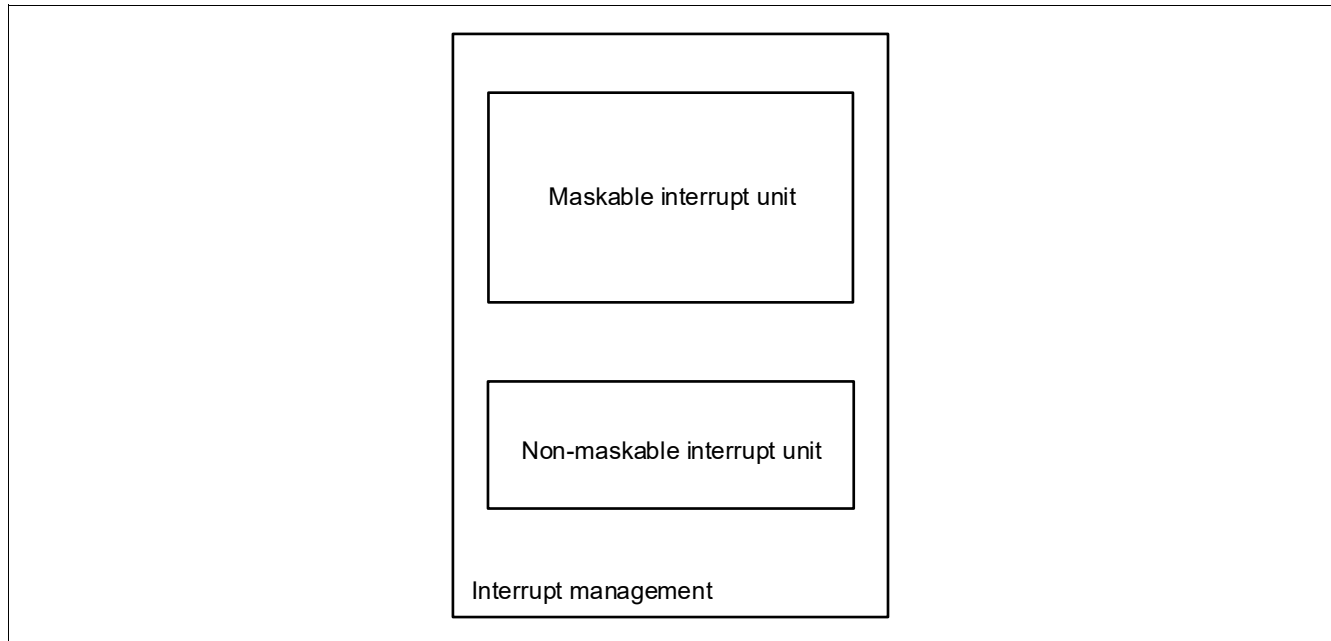 Maskable interrupt unit
Non-maskable interrupt unit
Interrupt management